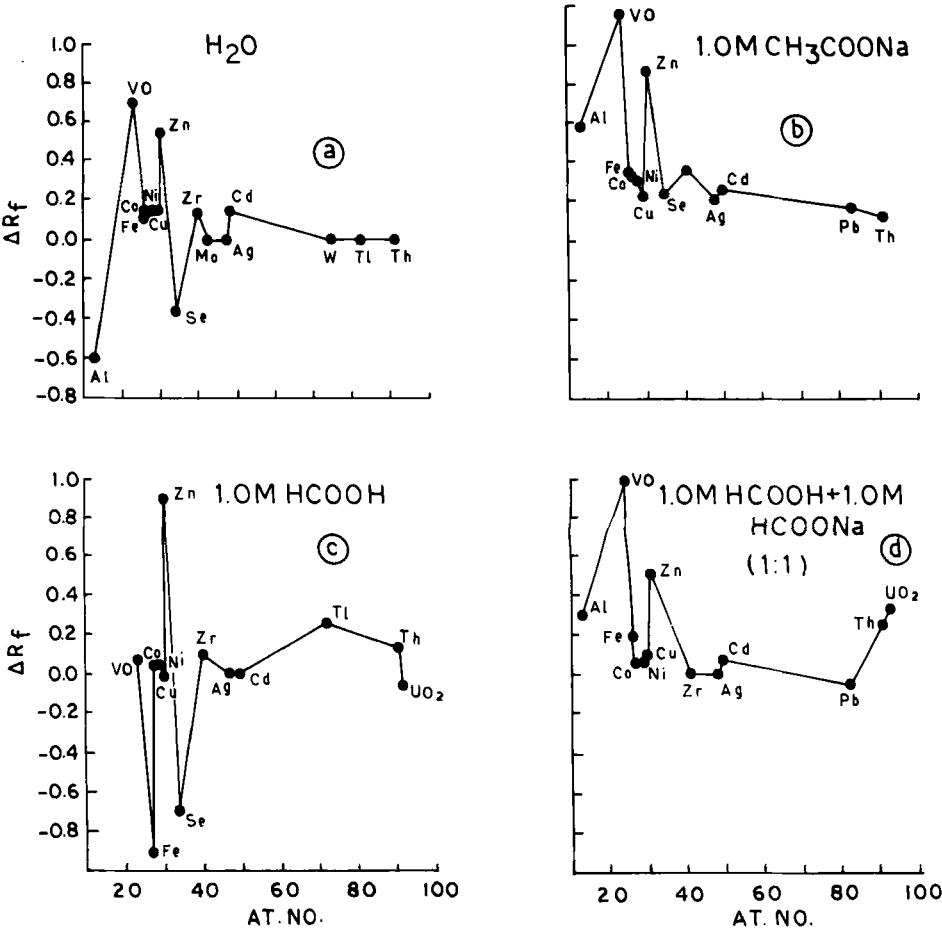 H₂O
ⓐ
ΔRf
1.0
0.8
0.6
0.4
0.2
0.0
−0.2
−0.4
−0.6
−0.8
Al
VO
Co
Fe
Ni
Cu
Zn
Se
Zr
Mo
Ag
Cd
W
Tl
Th
1.0M CH₃COONa
ⓑ
Al
VO
Fe
Co
Ni
Cu
Zn
Se
Ag
Cd
Pb
Th
1.0M HCOOH
ⓒ
ΔRf
1.0
0.8
0.6
0.4
0.2
0.0
−0.2
−0.4
−0.6
−0.8
VO
Co
Fe
Ni
Cu
Zn
Se
Zr
Ag
Cd
Tl
Th
UO₂
20 40 60 80 100
AT. NO.
1.0M HCOOH+1.0M
HCOONa
(1:1)
ⓓ
Al
VO
Fe
Co
Ni
Cu
Zn
Zr
Ag
Cd
Pb
Th
UO₂
20 40 60 80 100
AT. NO.